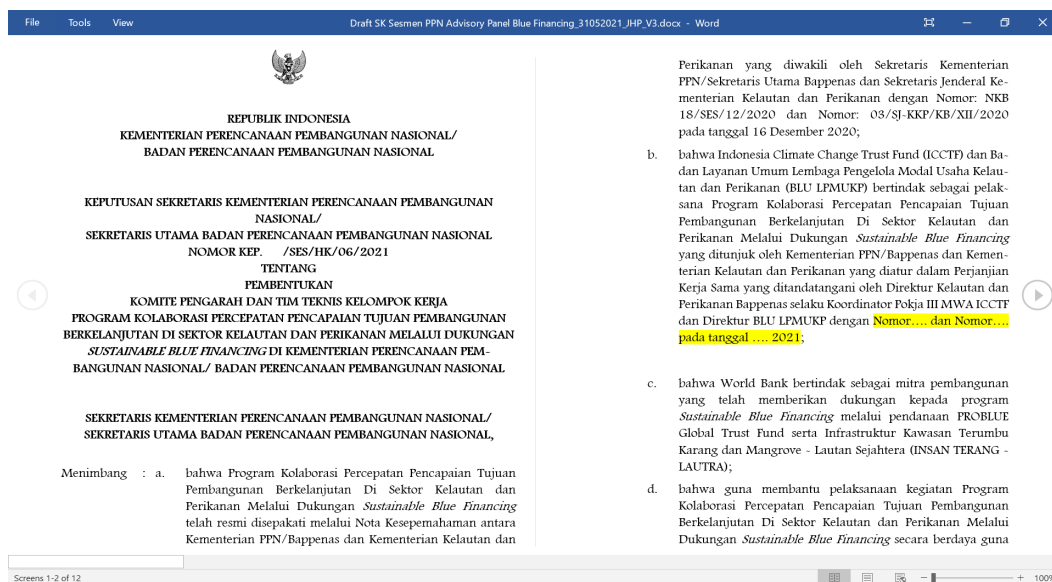 File Tools View Draft SK Sesmen PPN Advisory Panel Blue Financing_31052021_JHP_V3.docx - Word
REPUBLIK INDONESIA
KEMENTERIAN PERENCANAAN PEMBANGUNAN NASIONAL/
BADAN PERENCANAAN PEMBANGUNAN NASIONAL
KEPUTUSAN SEKRETARIS KEMENTERIAN PERENCANAAN PEMBANGUNAN
NASIONAL/
SEKRETARIS UTAMA BADAN PERENCANAAN PEMBANGUNAN NASIONAL
NOMOR KEP. /SES/HK/06/2021
TENTANG
PEMBENTUKAN
KOMITE PENGARAH DAN TIM TEKNIS KELOMPOK KERJA
PROGRAM KOLABORASI PERCEPATAN PENCAPAIAN TUJUAN PEMBANGUNAN
BERKELANJUTAN DI SEKTOR KELAUTAN DAN PERIKANAN MELALUI DUKUNGAN
SUSTAINABLE BLUE FINANCING DI KEMENTERIAN PERENCANAAN PEM-
BANGUNAN NASIONAL/ BADAN PERENCANAAN PEMBANGUNAN NASIONAL
SEKRETARIS KEMENTERIAN PERENCANAAN PEMBANGUNAN NASIONAL/
SEKRETARIS UTAMA BADAN PERENCANAAN PEMBANGUNAN NASIONAL,
Menimbang : a. bahwa Program Kolaborasi Percepatan Pencapaian Tujuan
Pembangunan Berkelanjutan Di Sektor Kelautan dan
Perikanan Melalui Dukungan Sustainable Blue Financing
telah resmi disepakati melalui Nota Kesepemahaman antara
Kementerian PPN/Bappenas dan Kementerian Kelautan dan
Perikanan yang diwakili oleh Sekretaris Kementerian
PPN/Sekretaris Utama Bappenas dan Sekretaris Jenderal Ke-
menterian Kelautan dan Perikanan dengan Nomor: NKB
18/SES/12/2020 dan Nomor: 03/SJ-KKP/KB/XII/2020
pada tanggal 16 Desember 2020;
b. bahwa Indonesia Climate Change Trust Fund (ICCTF) dan Ba-
dan Layanan Umum Lembaga Pengelola Modal Usaha Kelau-
tan dan Perikanan (BLU LPMUKP) bertindak sebagai pelak-
sana Program Kolaborasi Percepatan Pencapaian Tujuan
Pembangunan Berkelanjutan Di Sektor Kelautan dan
Perikanan Melalui Dukungan Sustainable Blue Financing
yang ditunjuk oleh Kementerian PPN/Bappenas dan Kemen-
terian Kelautan dan Perikanan yang diatur dalam Perjanjian
Kerja Sama yang ditandatangani oleh Direktur Kelautan dan
Perikanan Bappenas selaku Koordinator Pokja III MWA ICCTF
dan Direktur BLU LPMUKP dengan Nomor.... dan Nomor....
pada tanggal .... 2021;
c. bahwa World Bank bertindak sebagai mitra pembangunan
yang telah memberikan dukungan kepada program
Sustainable Blue Financing melalui pendanaan PROBLUE
Global Trust Fund serta Infrastruktur Kawasan Terumbu
Karang dan Mangrove - Lautan Sejahtera (INSAN TERANG -
LAUTRA);
d. bahwa guna membantu pelaksanaan kegiatan Program
Kolaborasi Percepatan Pencapaian Tujuan Pembangunan
Berkelanjutan Di Sektor Kelautan dan Perikanan Melalui
Dukungan Sustainable Blue Financing secara berdaya guna
Screens 1-2 of 12 100%